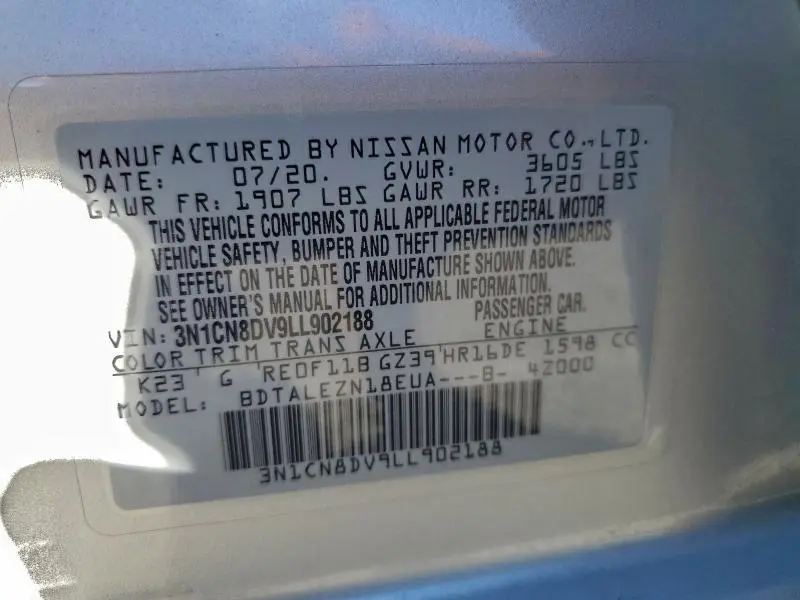 MANUFACTURED BY NISSAN MOTOR CO., LTD.
DATE: 07/20. GVWR: 3605 LBS
GAWR FR: 1907 LBS GAWR RR: 1720 LBS
THIS VEHICLE CONFORMS TO ALL APPLICABLE FEDERAL MOTOR
VEHICLE SAFETY, BUMPER AND THEFT PREVENTION STANDARDS
IN EFFECT ON THE DATE OF MANUFACTURE SHOWN ABOVE.
SEE OWNER'S MANUAL FOR ADDITIONAL INFORMATION.
PASSENGER CAR.
VIN: 3N1CN8DV9LL902188
COLOR TRIM TRANS AXLE ENGINE
K23 G RE0F11B GZ39 HR16DE 1598 CC
MODEL: BDTALEZN18EUA---B- 42000
3N1CN8DV9LL902188